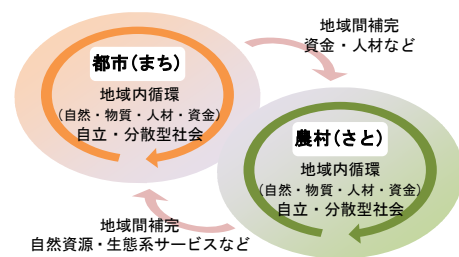 地域間補完
資金・人材など
都市(まち)
地域内循環
(自然・物質・人材・資金)
自立・分散型社会
農村(さと)
地域内循環
(自然・物質・人材・資金)
自立・分散型社会
地域間補完
自然資源・生態系サービスなど